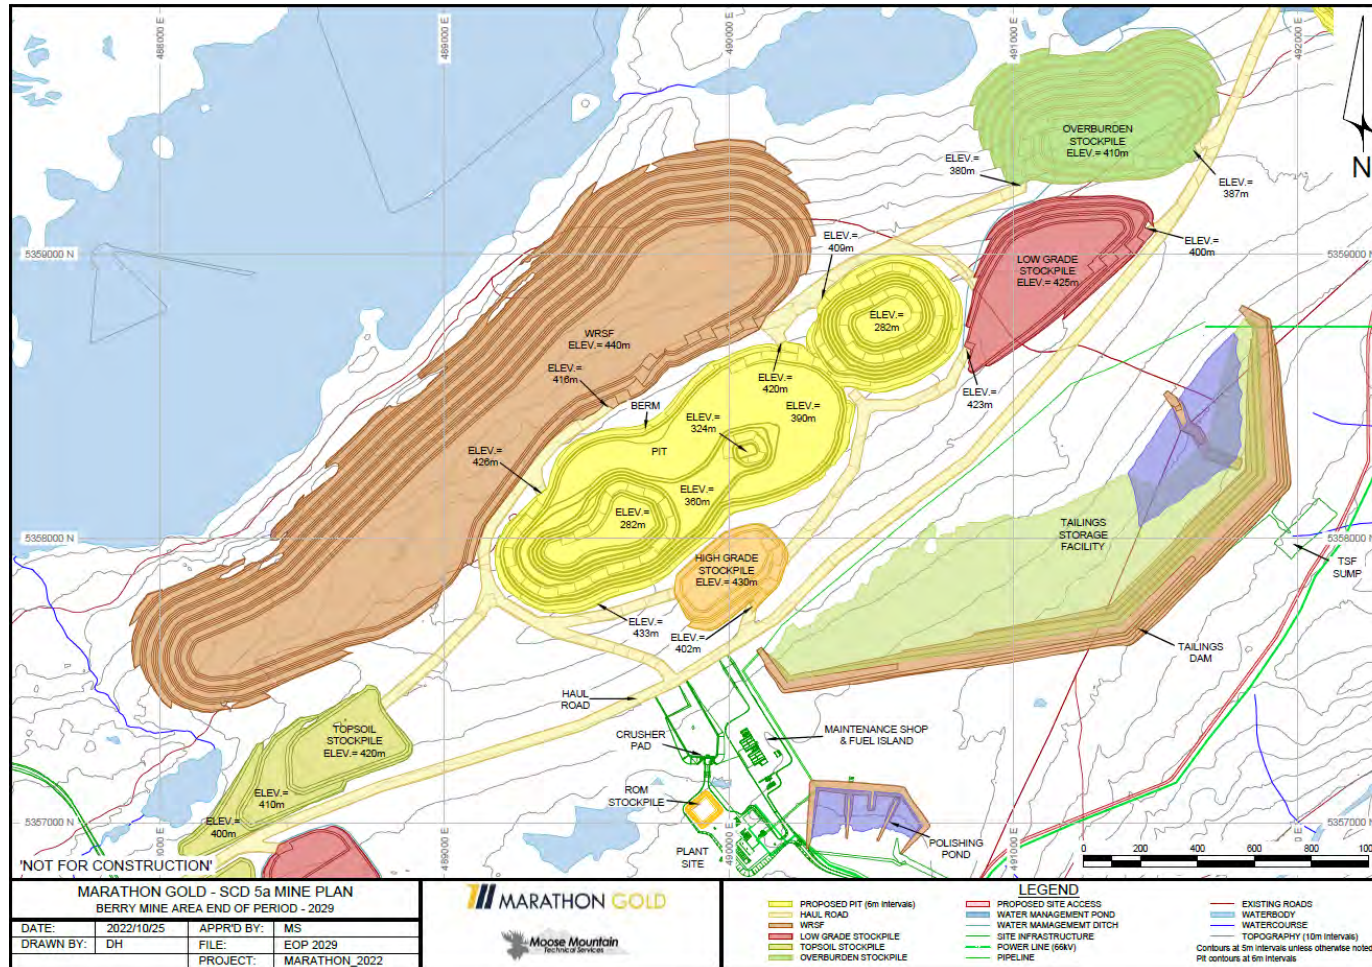 488000 E
489000 E
490000 E
491000 E
492000 E
OVERBURDEN
STOCKPILE
ELEV.= 410m
ELEV.=
380m
ELEV.=
387m
N
ELEV.=
409m
ELEV.=
400m
5359000 N
5359000 N
LOW GRADE
STOCKPILE
ELEV.= 425m
ELEV.=
282m
WRSF
ELEV.= 440m
ELEV.=
416m
ELEV.=
420m
ELEV.=
423m
BERM
ELEV.=
324m
ELEV.=
390m
PIT
ELEV.=
426m
ELEV.=
360m
ELEV.=
282m
TAILINGS
STORAGE
FACILITY
5358000 N
5358000 N
HIGH GRADE
STOCKPILE
ELEV.= 430m
TSF
SUMP
ELEV.=
433m
ELEV.=
402m
TAILINGS
DAM
HAUL
ROAD
TOPSOIL
STOCKPILE
ELEV.= 420m
CRUSHER
PAD
MAINTENANCE SHOP
& FUEL ISLAND
ELEV.=
410m
ROM
STOCKPILE
ELEV.=
400m
5357000 N
5357000 N
PLANT
SITE
POLISHING
POND
489000 E
490000 E
491000 E
0 200 400 600 800 1000
'NOT FOR CONSTRUCTION'
MARATHON GOLD - SCD 5a MINE PLAN
BERRY MINE AREA END OF PERIOD - 2029
DATE: 2022/10/25 APPR'D BY: MS
DRAWN BY: DH FILE: EOP 2029
PROJECT: MARATHON_2022
MARATHON GOLD
Moose Mountain
Technical Services
LEGEND
PROPOSED PIT (6m Intervals)
HAUL ROAD
WRSF
LOW GRADE STOCKPILE
TOPSOIL STOCKPILE
OVERBURDEN STOCKPILE
PROPOSED SITE ACCESS
WATER MANAGEMENT POND
WATER MANAGEMENT DITCH
SITE INFRASTRUCTURE
POWER LINE (66kV)
PIPELINE
EXISTING ROADS
WATERBODY
WATERCOURSE
TOPOGRAPHY (10m Intervals)
Contours at 5m Intervals unless otherwise noted
Pit contours at 6m Intervals